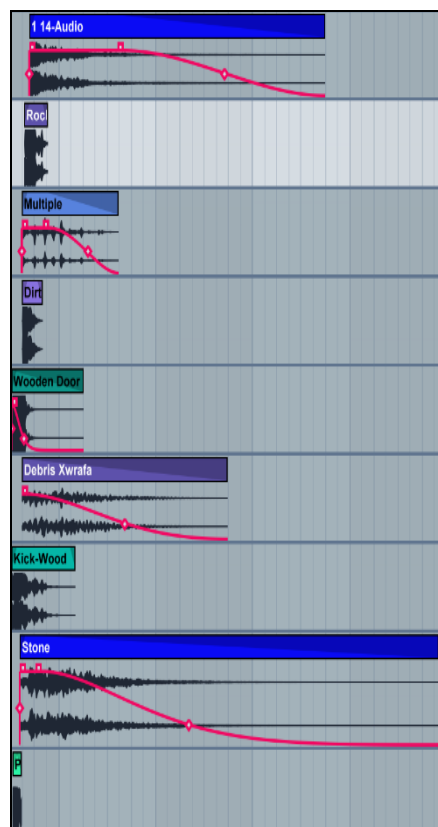 1 14-Audio
Rocl
Multiple
Dirt
Wooden Door
Debris Xwrafa
Kick-Wood
Stone
P